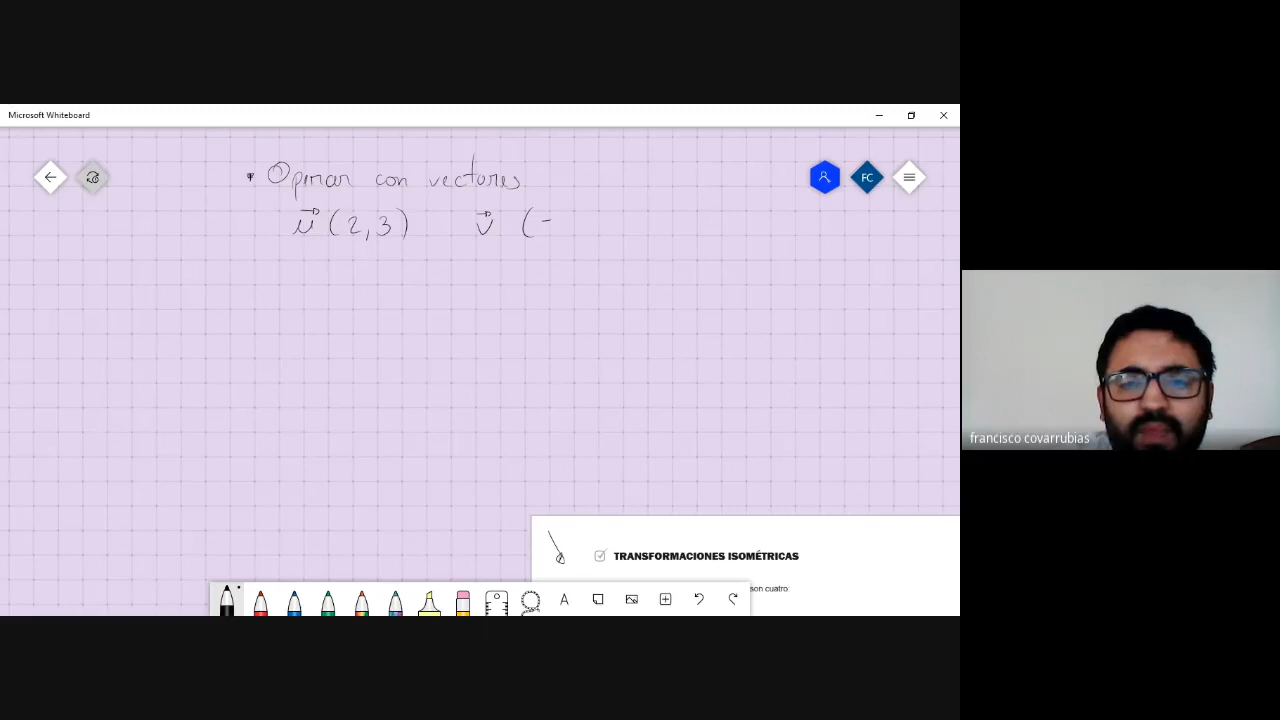 Microsoft Whiteboard
* Operar con vectores
FC
u⃗ (2,3) v⃗ (-
francisco covarrubias
TRANSFORMACIONES ISOMÉTRICAS
son cuatro:
A